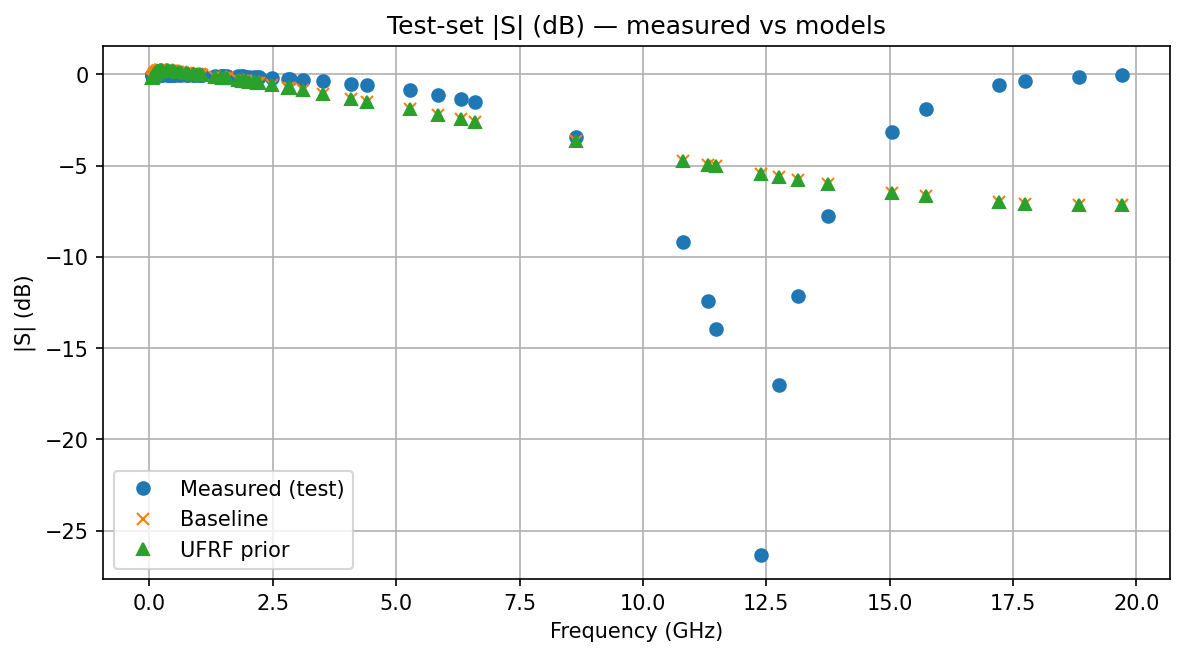 Test-set |S| (dB) — measured vs models
|S| (dB)
0
−5
−10
−15
−20
−25
Measured (test)
Baseline
UFRF prior
0.0 2.5 5.0 7.5 10.0 12.5 15.0 17.5 20.0
Frequency (GHz)